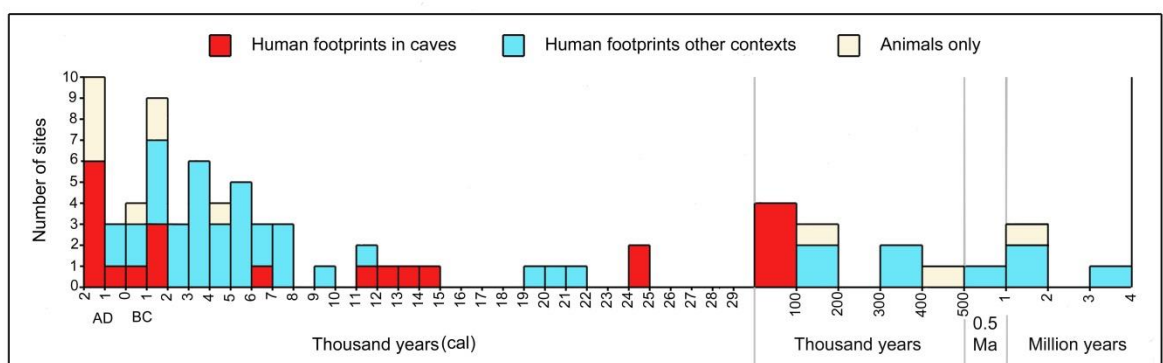 Human footprints in caves Human footprints other contexts Animals only
Number of sites
10
9
8
7
6
5
4
3
2
1
0
2 1 0 1 2 3 4 5 6 7 8 9 10 11 12 13 14 15 16 17 18 19 20 21 22 23 24 25 26 27 28 29 100 200 300 400 500 1 2 3 4
AD BC 0.5
Thousand years (cal) Thousand years Ma Million years